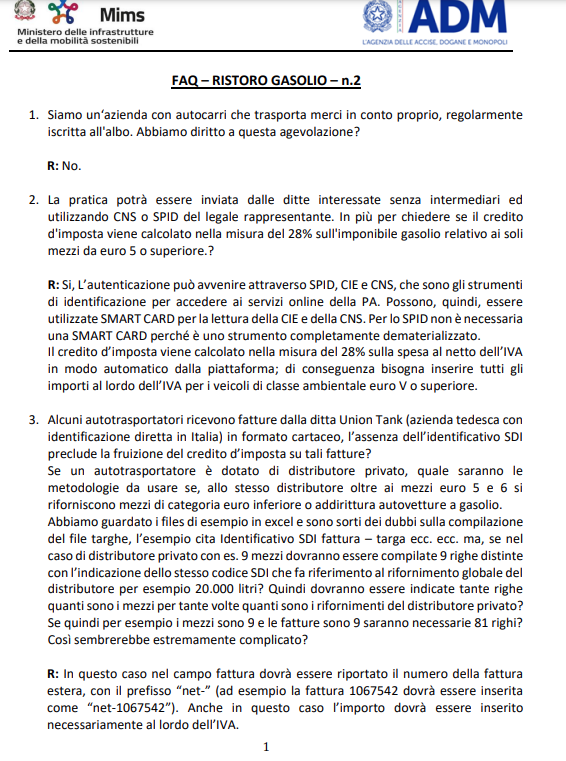 Mims
Ministero delle infrastrutture
e della mobilità sostenibili
ADM
L'AGENZIA DELLE ACCISE, DOGANE E MONOPOLI
FAQ – RISTORO GASOLIO – n.2
1. Siamo un'azienda con autocarri che trasporta merci in conto proprio, regolarmente
iscritta all'albo. Abbiamo diritto a questa agevolazione?
R: No.
2. La pratica potrà essere inviata dalle ditte interessate senza intermediari ed
utilizzando CNS o SPID del legale rappresentante. In più per chiedere se il credito
d'imposta viene calcolato nella misura del 28% sull'imponibile gasolio relativo ai soli
mezzi da euro 5 o superiore.?
R: Si, L'autenticazione può avvenire attraverso SPID, CIE e CNS, che sono gli strumenti
di identificazione per accedere ai servizi online della PA. Possono, quindi, essere
utilizzate SMART CARD per la lettura della CIE e della CNS. Per lo SPID non è necessaria
una SMART CARD perché è uno strumento completamente dematerializzato.
Il credito d'imposta viene calcolato nella misura del 28% sulla spesa al netto dell'IVA
in modo automatico dalla piattaforma; di conseguenza bisogna inserire tutti gli
importi al lordo dell'IVA per i veicoli di classe ambientale euro V o superiore.
3. Alcuni autotrasportatori ricevono fatture dalla ditta Union Tank (azienda tedesca con
identificazione diretta in Italia) in formato cartaceo, l'assenza dell'identificativo SDI
preclude la fruizione del credito d'imposta su tali fatture?
Se un autotrasportatore è dotato di distributore privato, quale saranno le
metodologie da usare se, allo stesso distributore oltre ai mezzi euro 5 e 6 si
riforniscono mezzi di categoria euro inferiore o addirittura autovetture a gasolio.
Abbiamo guardato i files di esempio in excel e sono sorti dei dubbi sulla compilazione
del file targhe, l'esempio cita Identificativo SDI fattura – targa ecc. ecc. ma, se nel
caso di distributore privato con es. 9 mezzi dovranno essere compilate 9 righe distinte
con l'indicazione dello stesso codice SDI che fa riferimento al rifornimento globale del
distributore per esempio 20.000 litri? Quindi dovranno essere indicate tante righe
quanti sono i mezzi per tante volte quanti sono i rifornimenti del distributore privato?
Se quindi per esempio i mezzi sono 9 e le fatture sono 9 saranno necessarie 81 righi?
Così sembrerebbe estremamente complicato?
R: In questo caso nel campo fattura dovrà essere riportato il numero della fattura
estera, con il prefisso "net-" (ad esempio la fattura 1067542 dovrà essere inserita
come "net-1067542"). Anche in questo caso l'importo dovrà essere inserito
necessariamente al lordo dell'IVA.
1